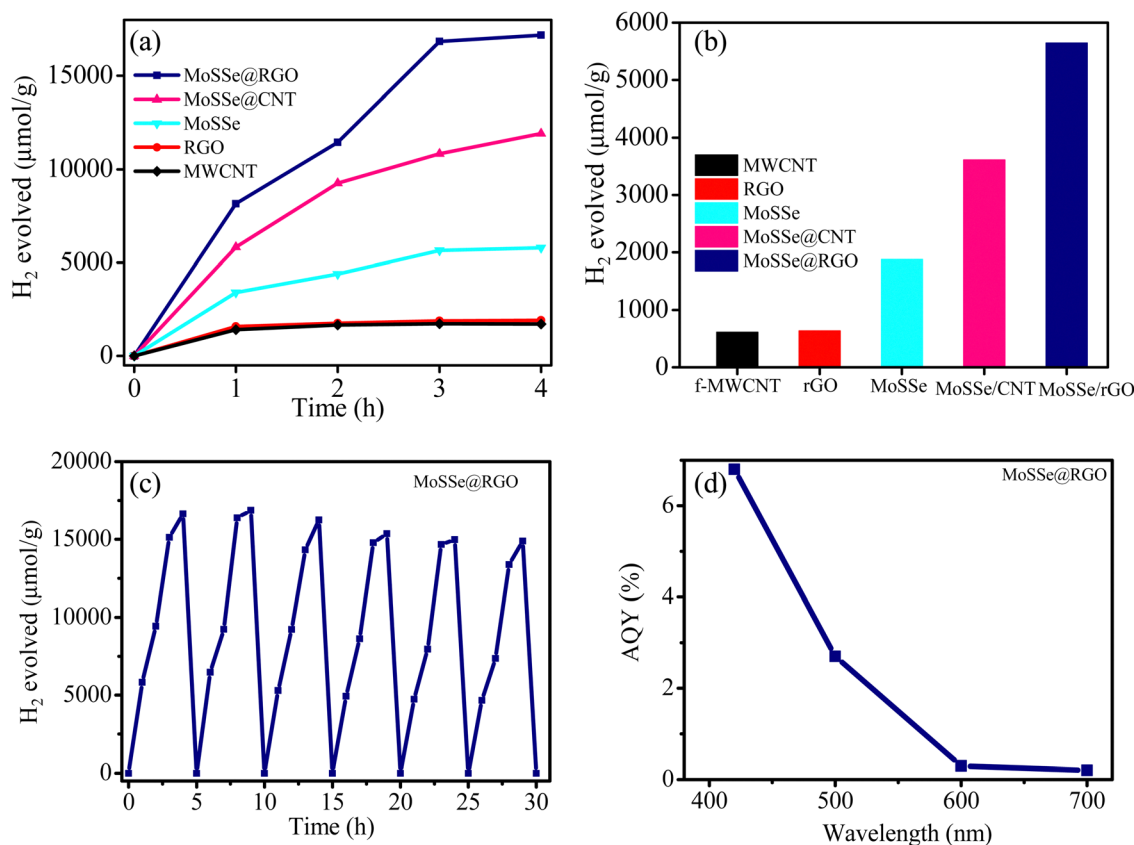 (a)
H2 evolved (μmol/g)
15000
10000
5000
0
MoSSe@RGO
MoSSe@CNT
MoSSe
RGO
MWCNT
0 1 2 3 4
Time (h)
(b)
H2 evolved (μmol/g)
6000
5000
4000
3000
2000
1000
0
MWCNT
RGO
MoSSe
MoSSe@CNT
MoSSe@RGO
f-MWCNT rGO MoSSe MoSSe/CNT MoSSe/rGO
(c)
MoSSe@RGO
H2 evolved (μmol/g)
20000
15000
10000
5000
0
0 5 10 15 20 25 30
Time (h)
(d)
MoSSe@RGO
AQY (%)
6
4
2
0
400 500 600 700
Wavelength (nm)